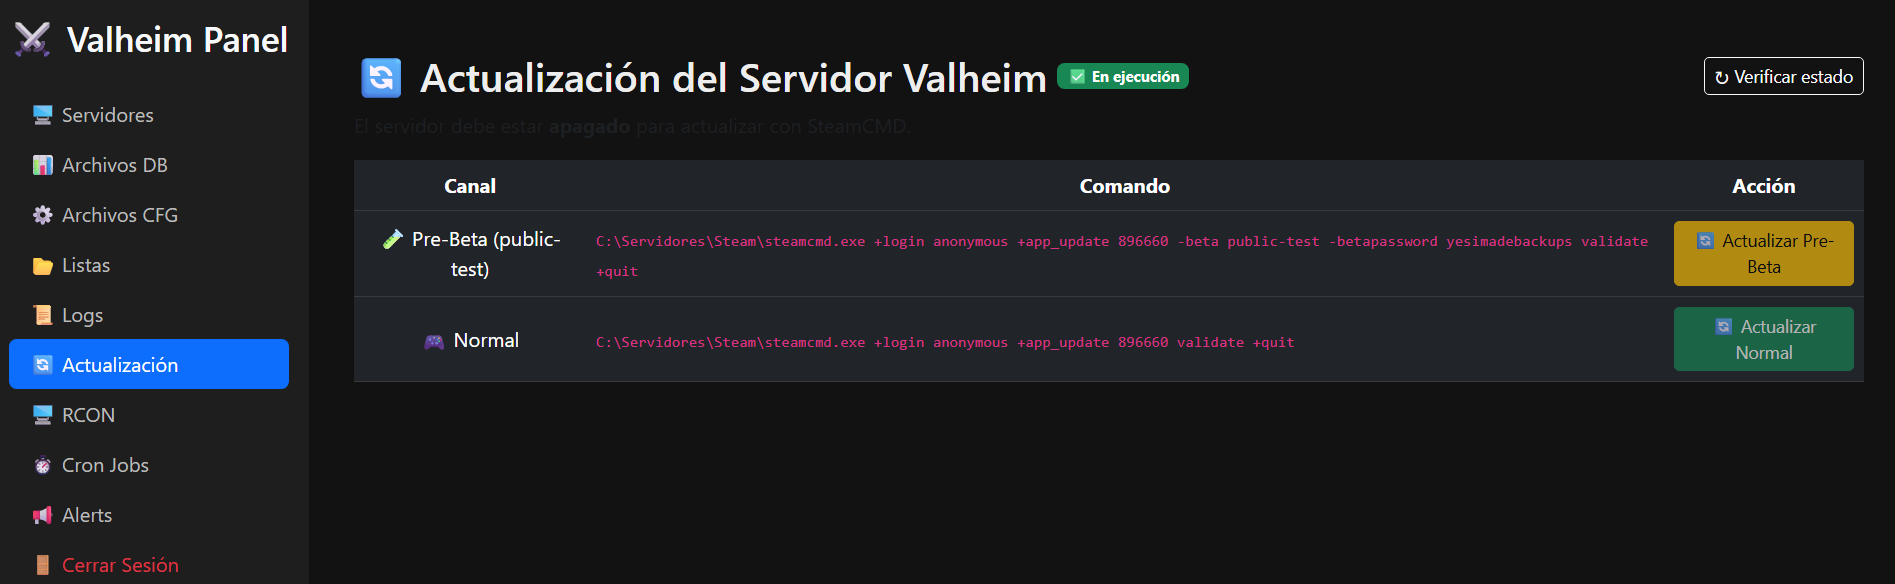 Valheim Panel
Servidores
Archivos DB
Archivos CFG
Listas
Logs
Actualización
RCON
Cron Jobs
Alerts
Cerrar Sesión
Actualización del Servidor Valheim
En ejecución
↻ Verificar estado
El servidor debe estar apagado para actualizar con SteamCMD.
Canal
Comando
Acción
Pre-Beta (public-
test)
C:\Servidores\Steam\steamcmd.exe +login anonymous +app_update 896660 -beta public-test -betapassword yesimadebackups validate
+quit
Actualizar Pre-
Beta
Normal
C:\Servidores\Steam\steamcmd.exe +login anonymous +app_update 896660 validate +quit
Actualizar
Normal